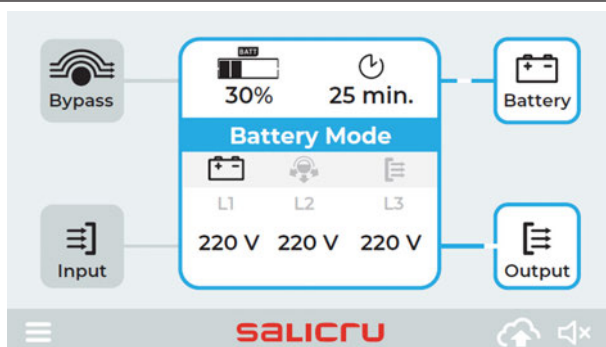 BATT
30% 25 min.
Bypass
Battery
Battery Mode
L1 L2 L3
220 V 220 V 220 V
Input
Output
SALICRU